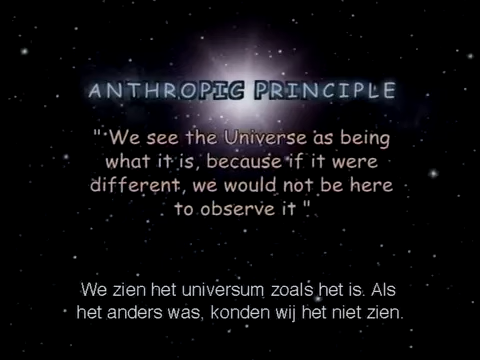 ANTHROPIC PRINCIPLE
" We see the Universe as being
what it is, because if it were
different, we would not be here
to observe it "
We zien het universum zoals het is. Als
het anders was, konden wij het niet zien.